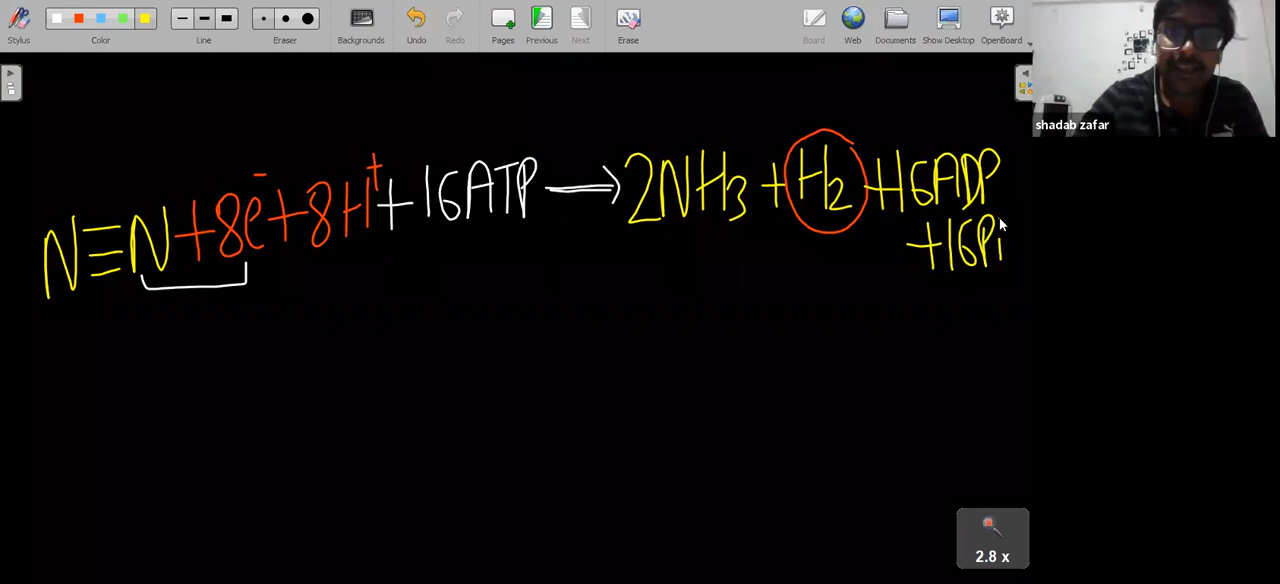 Stylus Color Line Eraser Backgrounds Undo Redo Pages Previous Next Erase Board Web Documents Show Desktop OpenBoard
shadab zafar
N≡N+8e⁻+8H⁺+16ATP⟶2NH₃+H₂+16ADP
+16Pi
2.8 x